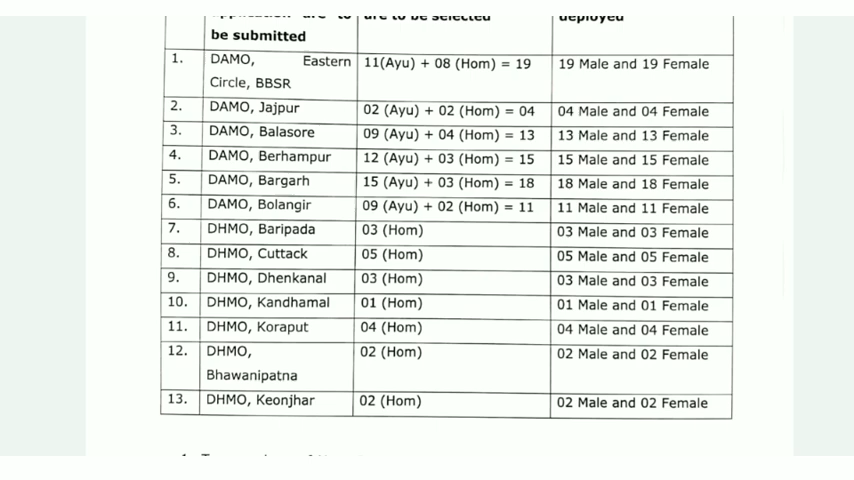 are to be selected
deployed
be submitted
1. DAMO, Eastern 11(Ayu) + 08 (Hom) = 19 19 Male and 19 Female
Circle, BBSR
2. DAMO, Jajpur 02 (Ayu) + 02 (Hom) = 04 04 Male and 04 Female
3. DAMO, Balasore 09 (Ayu) + 04 (Hom) = 13 13 Male and 13 Female
4. DAMO, Berhampur 12 (Ayu) + 03 (Hom) = 15 15 Male and 15 Female
5. DAMO, Bargarh 15 (Ayu) + 03 (Hom) = 18 18 Male and 18 Female
6. DAMO, Bolangir 09 (Ayu) + 02 (Hom) = 11 11 Male and 11 Female
7. DHMO, Baripada 03 (Hom) 03 Male and 03 Female
8. DHMO, Cuttack 05 (Hom) 05 Male and 05 Female
9. DHMO, Dhenkanal 03 (Hom) 03 Male and 03 Female
10. DHMO, Kandhamal 01 (Hom) 01 Male and 01 Female
11. DHMO, Koraput 04 (Hom) 04 Male and 04 Female
12. DHMO, 02 (Hom) 02 Male and 02 Female
Bhawanipatna
13. DHMO, Keonjhar 02 (Hom) 02 Male and 02 Female